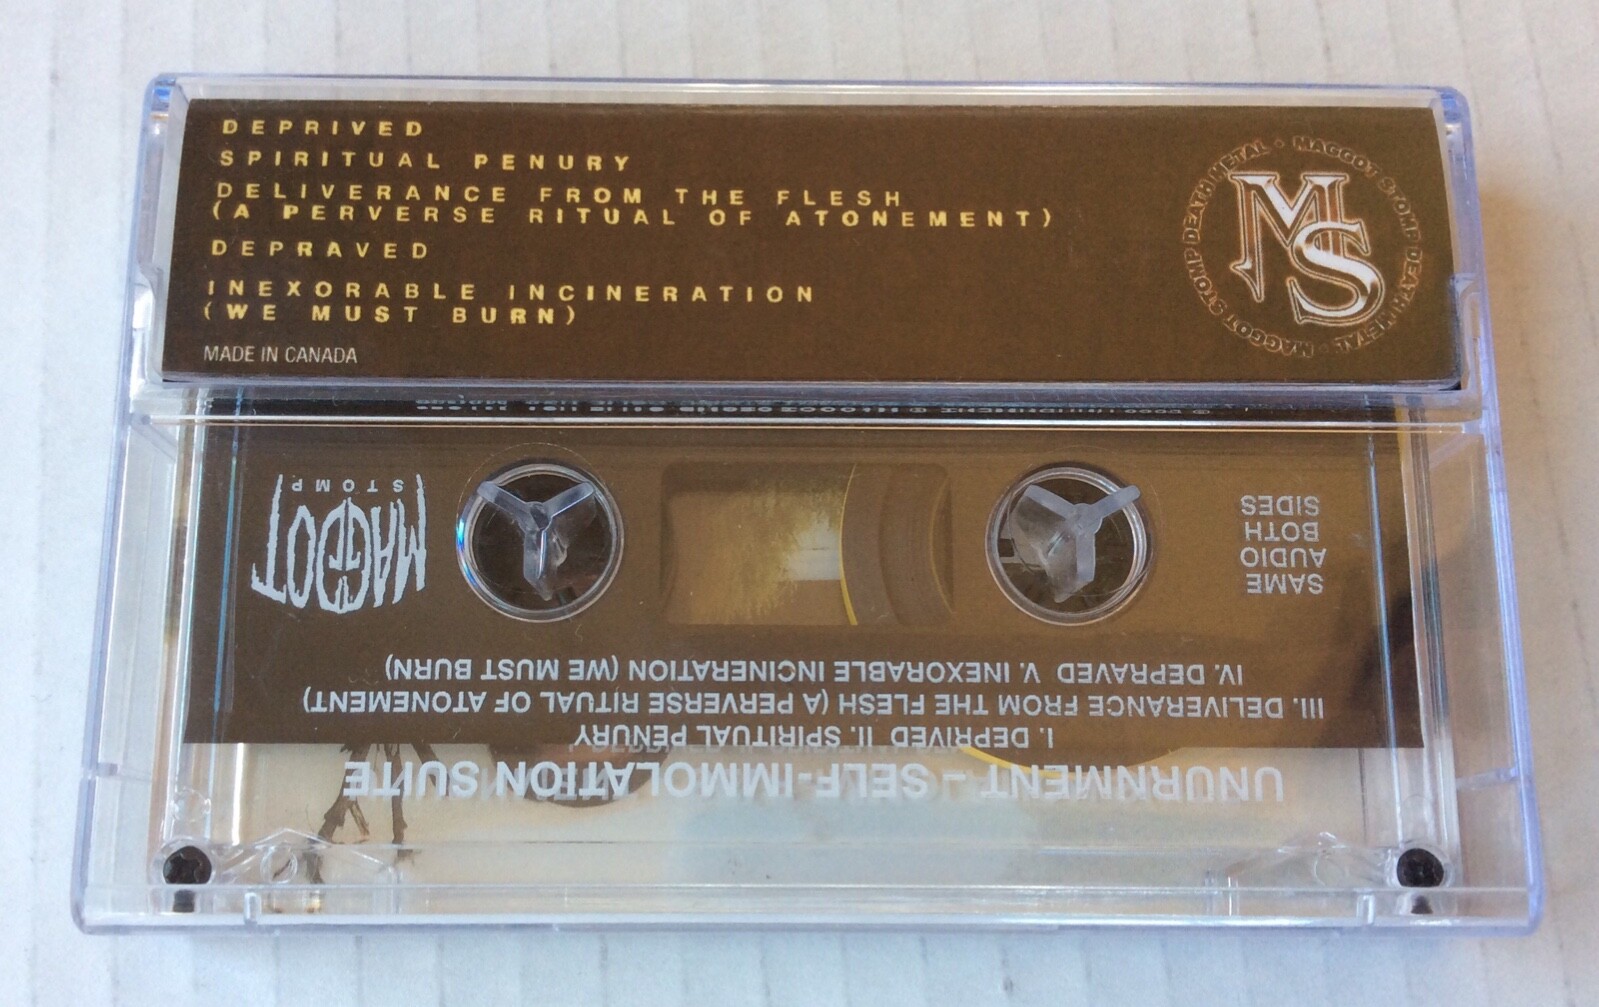 DEPRIVED
SPIRITUAL PENURY
DELIVERANCE FROM THE FLESH
(A PERVERSE RITUAL OF ATONEMENT)
DEPRAVED
INEXORABLE INCINERATION
(WE MUST BURN)
MADE IN CANADA
MAGGOT STOMP DEATH METAL • MAGGOT STOMP DEATH METAL •
MS
UNURNMENT – SELF-IMMOLATION SUITE
I. DEPRIVED II. SPIRITUAL PENURY
III. DELIVERANCE FROM THE FLESH (A PERVERSE RITUAL OF ATONEMENT)
IV. DEPRAVED V. INEXORABLE INCINERATION (WE MUST BURN)
SAME
AUDIO
BOTH
SIDES
MAGGOT
STOMP